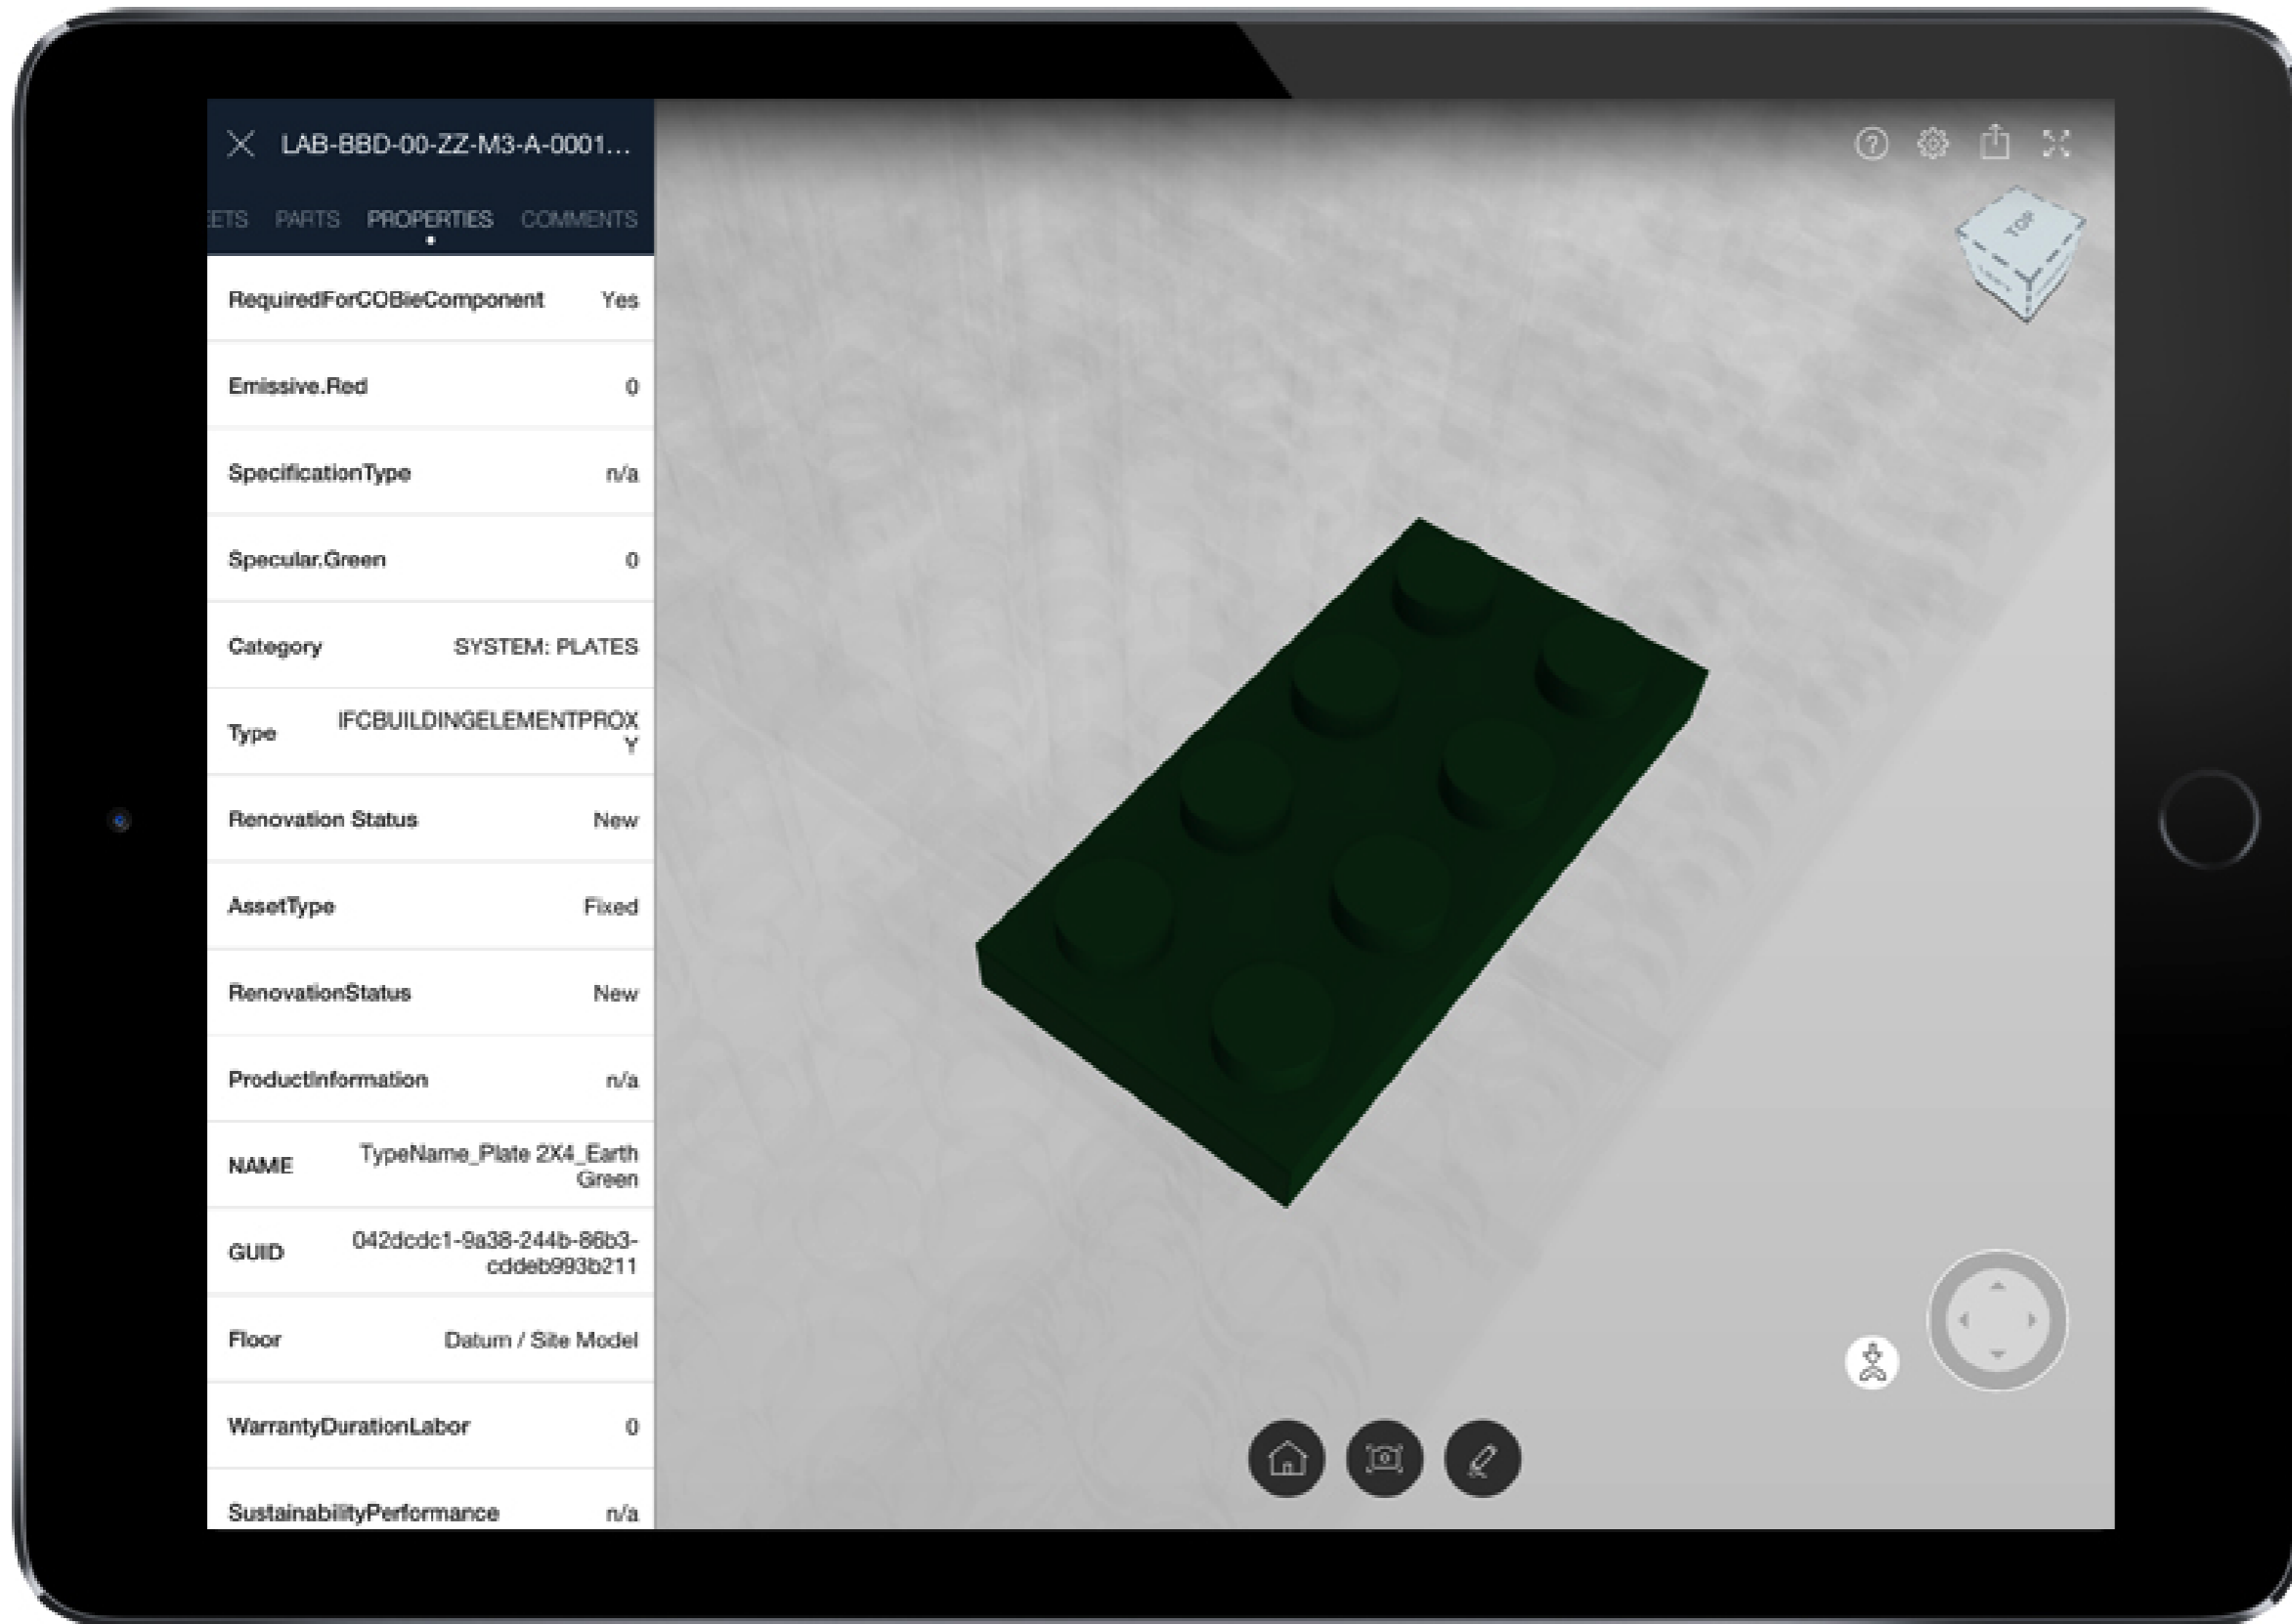 LAB-BBD-00-ZZ-M3-A-0001...
ETS PARTS PROPERTIES COMMENTS
RequiredForCOBieComponent Yes
Emissive.Red 0
SpecificationType n/a
Specular.Green 0
Category SYSTEM: PLATES
Type IFCBUILDINGELEMENTPROX
Y
Renovation Status New
AssetType Fixed
RenovationStatus New
ProductInformation n/a
NAME TypeName_Plate 2X4_Earth
Green
GUID 042dcdc1-9a38-244b-86b3-
cddeb993b211
Floor Datum / Site Model
WarrantyDurationLabor 0
SustainabilityPerformance n/a
TOP